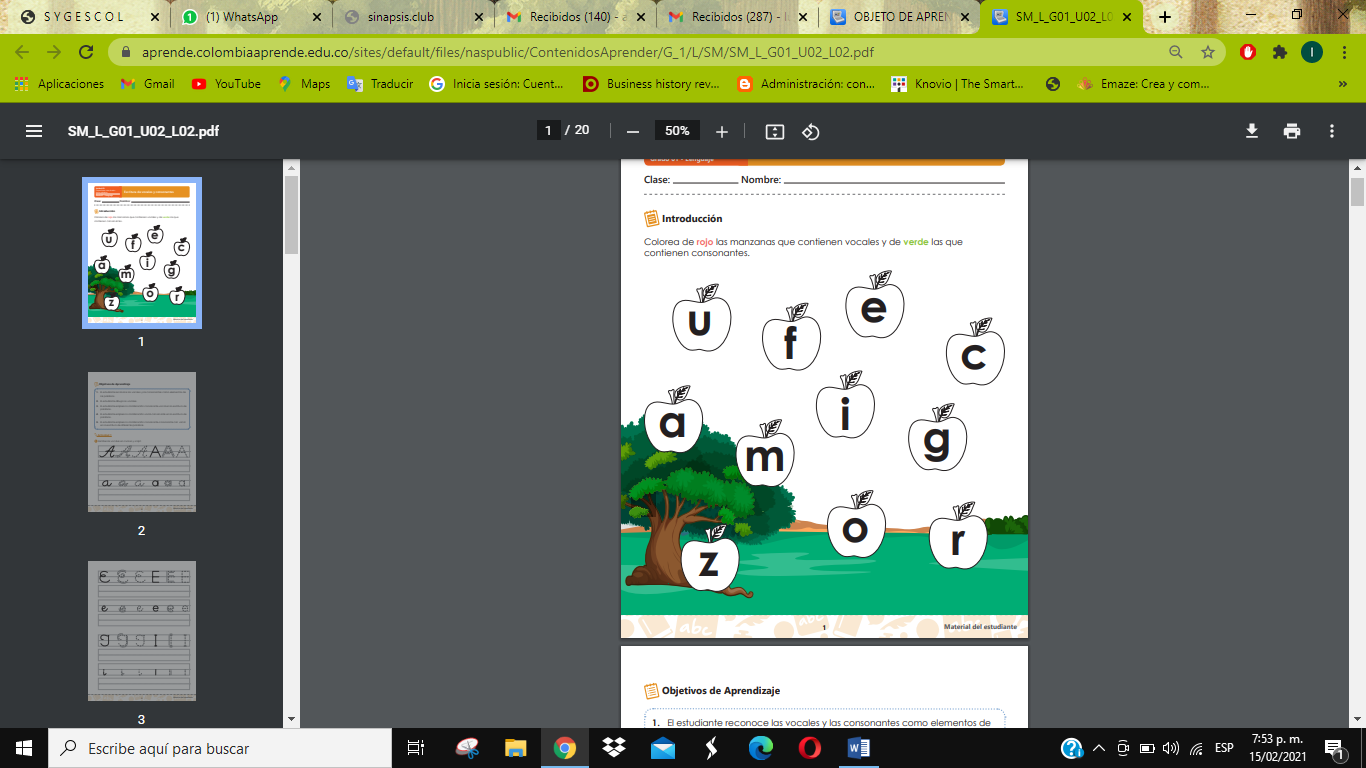 S Y G E S C O L
(1) WhatsApp
sinapsis.club
Recibidos (140) - a
Recibidos (287) - l
OBJETO DE APREN
SM_L_G01_U02_L0
aprende.colombiaaprende.edu.co/sites/default/files/naspublic/ContenidosAprender/G_1/L/SM/SM_L_G01_U02_L02.pdf
I
Aplicaciones
Gmail
YouTube
Maps
Traducir
Inicia sesión: Cuent...
Business history rev...
Administración: con...
Knovio | The Smart...
Emaze: Crea y com...
»
SM_L_G01_U02_L02.pdf
1 / 20
50%
Clase: Nombre:
Introducción
Colorea de rojo las manzanas que contienen vocales y de verde las que
contienen consonantes.
u
f
e
c
a
m
i
g
z
o
r
1
Material del estudiante
Objetivos de Aprendizaje
1. El estudiante reconoce las vocales y las consonantes como elementos de
1
2
3
Escribe aquí para buscar
ESP
7:53 p. m.
15/02/2021
1